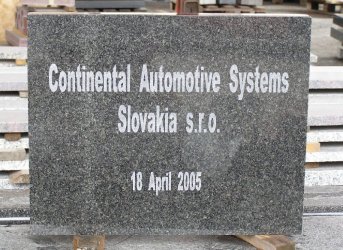 Continental Automotive Systems
Slovakia s.r.o.
18 April 2005